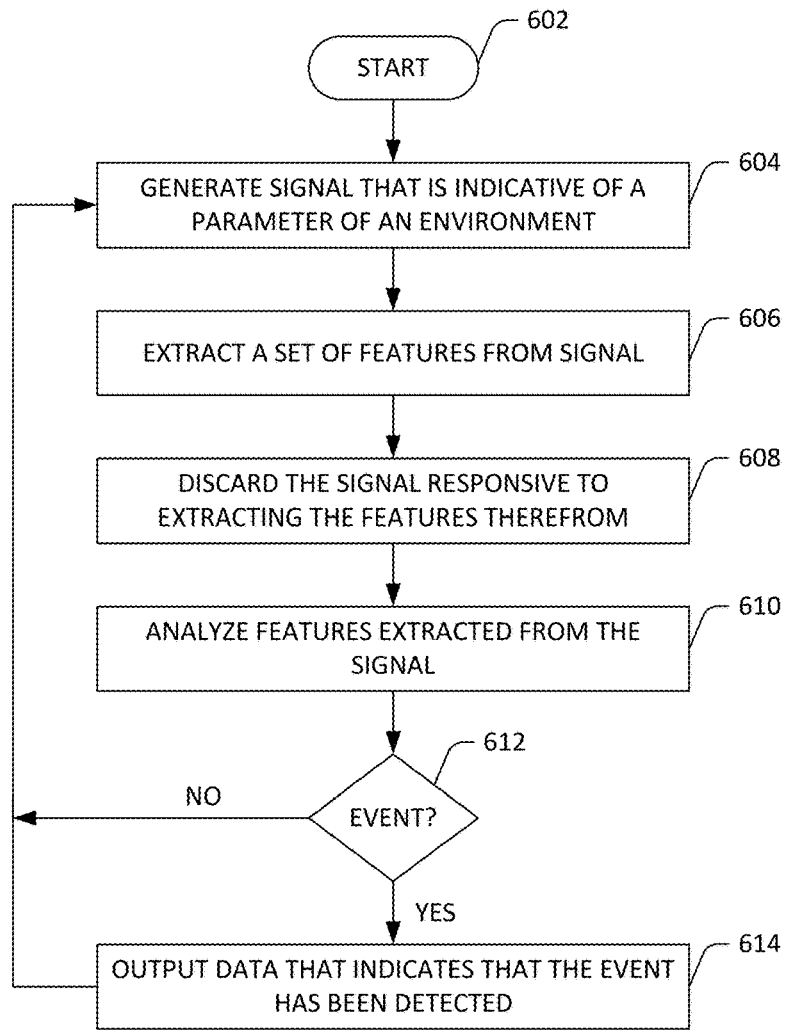 602
START
604
GENERATE SIGNAL THAT IS INDICATIVE OF A
PARAMETER OF AN ENVIRONMENT
606
EXTRACT A SET OF FEATURES FROM SIGNAL
608
DISCARD THE SIGNAL RESPONSIVE TO
EXTRACTING THE FEATURES THEREFROM
610
ANALYZE FEATURES EXTRACTED FROM THE
SIGNAL
612
NO
EVENT?
YES
614
OUTPUT DATA THAT INDICATES THAT THE EVENT
HAS BEEN DETECTED